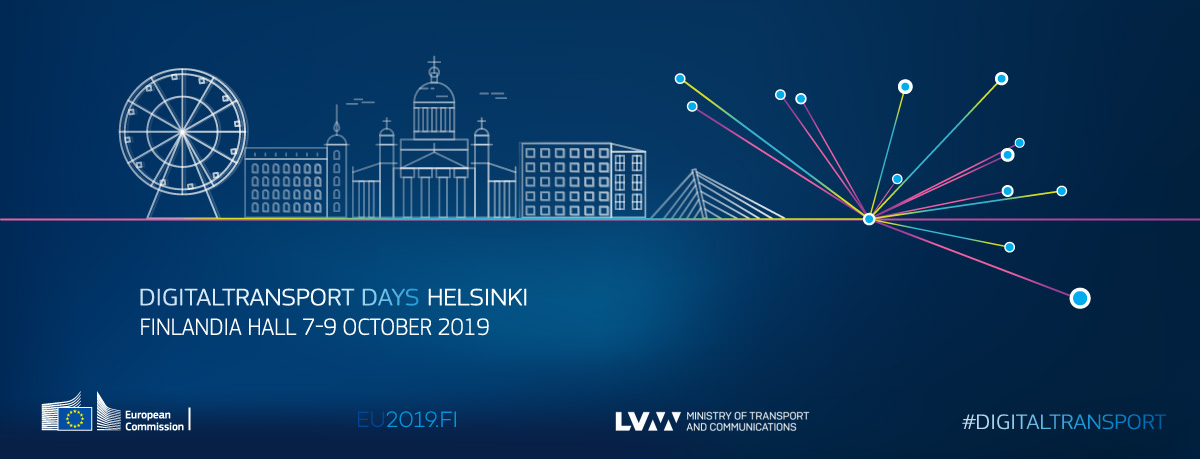 DIGITALTRANSPORT DAYS HELSINKI
FINLANDIA HALL 7-9 OCTOBER 2019
European
Commission
EU2019.FI
LVM MINISTRY OF TRANSPORT
AND COMMUNICATIONS
#DIGITALTRANSPORT